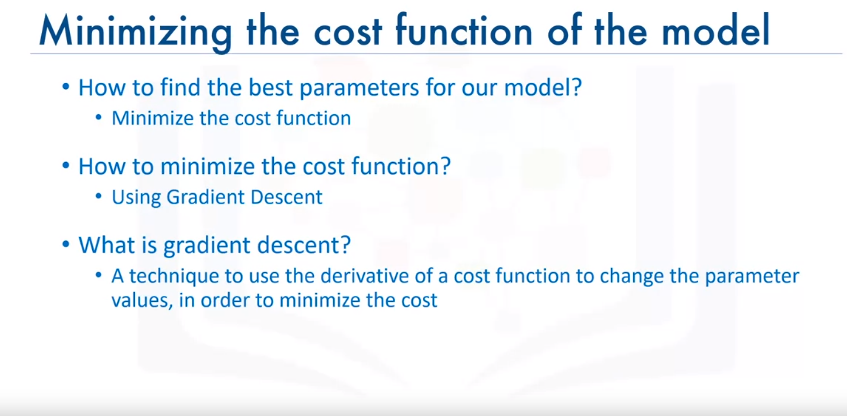 Minimizing the cost function of the model
• How to find the best parameters for our model?
• Minimize the cost function
• How to minimize the cost function?
• Using Gradient Descent
• What is gradient descent?
• A technique to use the derivative of a cost function to change the parameter
values, in order to minimize the cost